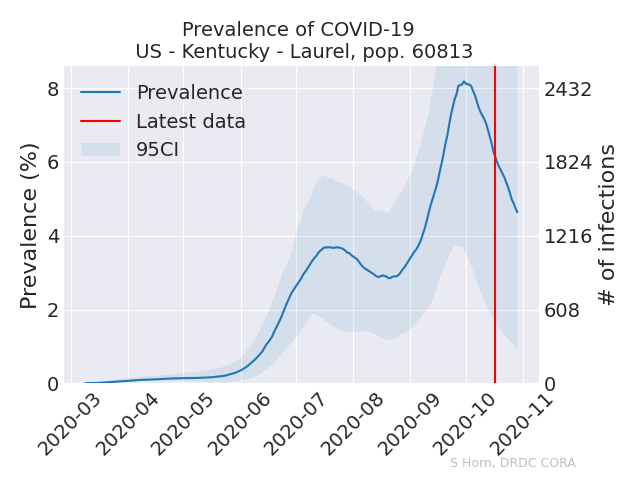 Prevalence of COVID-19
US - Kentucky - Laurel, pop. 60813
Prevalence (%)
8
6
4
2
0
Prevalence
Latest data
95CI
2432
1824
1216
608
0
# of infections
2020-03
2020-04
2020-05
2020-06
2020-07
2020-08
2020-09
2020-10
2020-11
S Horn, DRDC CORA